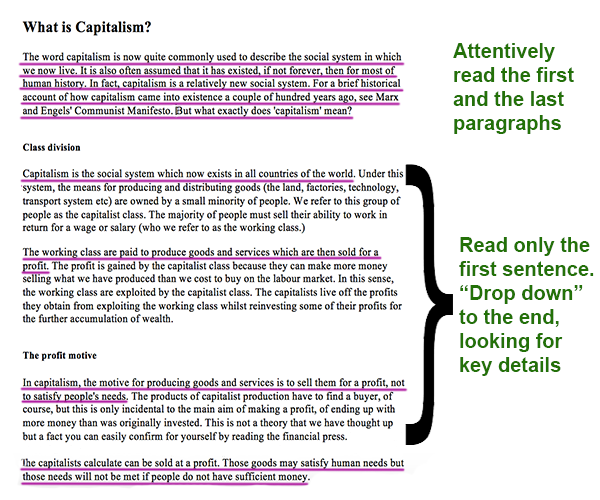 What is Capitalism?
The word capitalism is now quite commonly used to describe the social system in which
we now live. It is also often assumed that it has existed, if not forever, then for most of
human history. In fact, capitalism is a relatively new social system. For a brief historical
account of how capitalism came into existence a couple of hundred years ago, see Marx
and Engels' Communist Manifesto. But what exactly does 'capitalism' mean?
Attentively
read the first
and the last
paragraphs
Class division
Capitalism is the social system which now exists in all countries of the world. Under this
system, the means for producing and distributing goods (the land, factories, technology,
transport system etc) are owned by a small minority of people. We refer to this group of
people as the capitalist class. The majority of people must sell their ability to work in
return for a wage or salary (who we refer to as the working class.)
The working class are paid to produce goods and services which are then sold for a
profit. The profit is gained by the capitalist class because they can make more money
selling what we have produced than we cost to buy on the labour market. In this sense,
the working class are exploited by the capitalist class. The capitalists live off the profits
they obtain from exploiting the working class whilst reinvesting some of their profits for
the further accumulation of wealth.
Read only the
first sentence.
“Drop down”
to the end,
looking for
key details
The profit motive
In capitalism, the motive for producing goods and services is to sell them for a profit, not
to satisfy people's needs. The products of capitalist production have to find a buyer, of
course, but this is only incidental to the main aim of making a profit, of ending up with
more money than was originally invested. This is not a theory that we have thought up
but a fact you can easily confirm for yourself by reading the financial press.
The capitalists calculate can be sold at a profit. Those goods may satisfy human needs but
those needs will not be met if people do not have sufficient money.